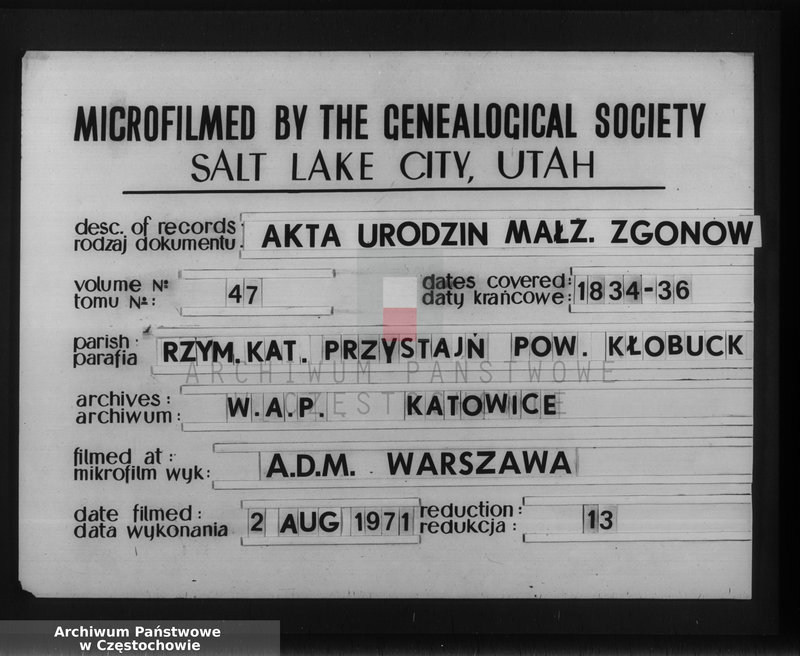 MICROFILMED BY THE GENEALOGICAL SOCIETY
SALT LAKE CITY, UTAH
desc. of records
rodzaj dokumentu: AKTA URODZIN MAŁŻ. ZGONOW
volume №
tomu №: 47
dates covered:
daty krańcowe: 1834-36
parish:
parafia RZYM. KAT. PRZYSTAJŃ POW. KŁOBUCK
ARCHIWUM PAŃSTWOWE
archives:
archiwum: W.A.P. KATOWICE
W CZĘSTOCHOWIE
filmed at:
mikrofilm wyk: A.D.M. WARSZAWA
date filmed:
data wykonania 2 AUG 1971
reduction:
redukcja: 13
Archiwum Państwowe
w Częstochowie